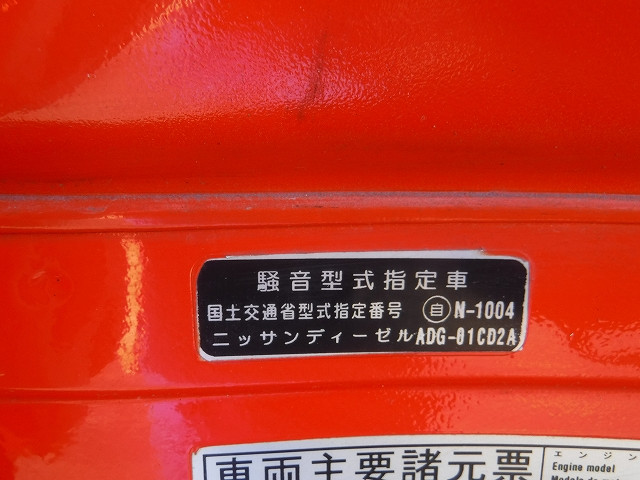 騒音型式指定車
国土交通省型式指定番号 自 N-1004
ニッサンディーゼル ADG-01CD2A
車両主要諸元票
エンジン
Engine model